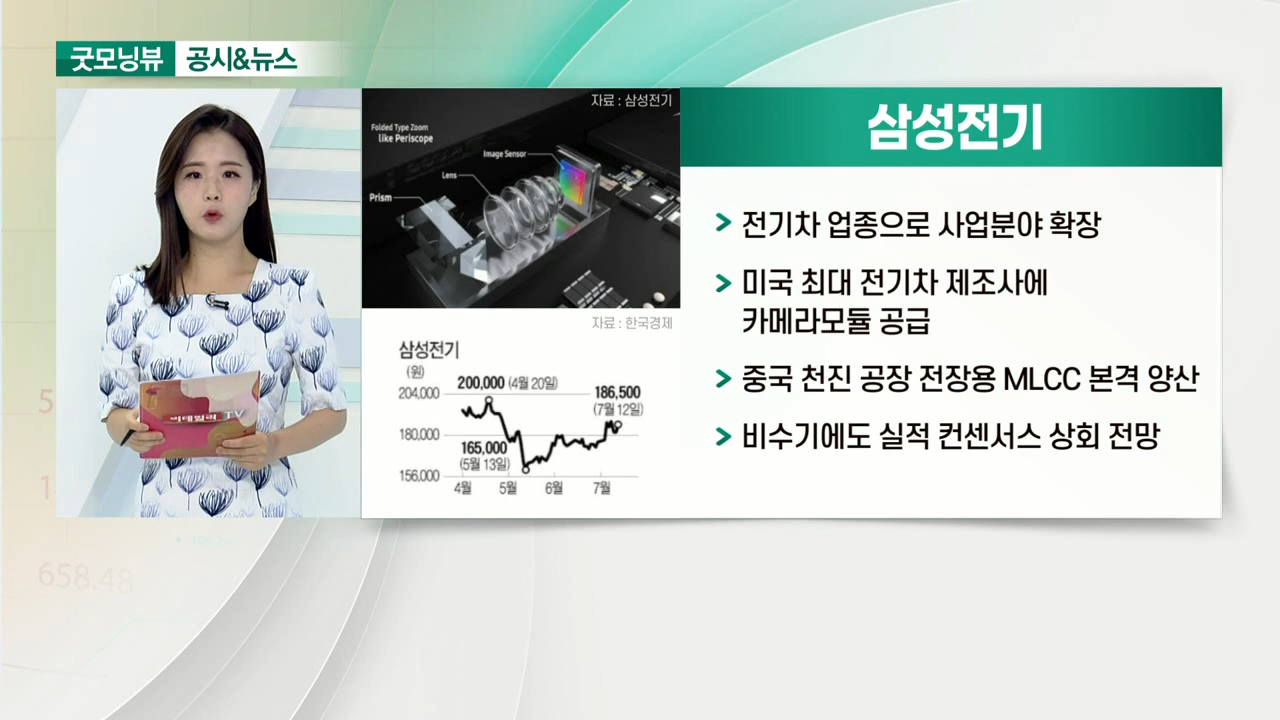 굿모닝뷰 공시&뉴스
자료 : 삼성전기
Folded Type Zoom
like Periscope
Image Sensor
Lens
Prism
자료 : 한국경제
삼성전기
(원)
200,000 (4월 20일)
186,500
(7월 12일)
204,000
180,000
165,000
(5월 13일)
156,000
4월 5월 6월 7월
이데일리 TV
삼성전기
> 전기차 업종으로 사업분야 확장
> 미국 최대 전기차 제조사에
카메라모듈 공급
> 중국 천진 공장 전장용 MLCC 본격 양산
> 비수기에도 실적 컨센서스 상회 전망
658.48